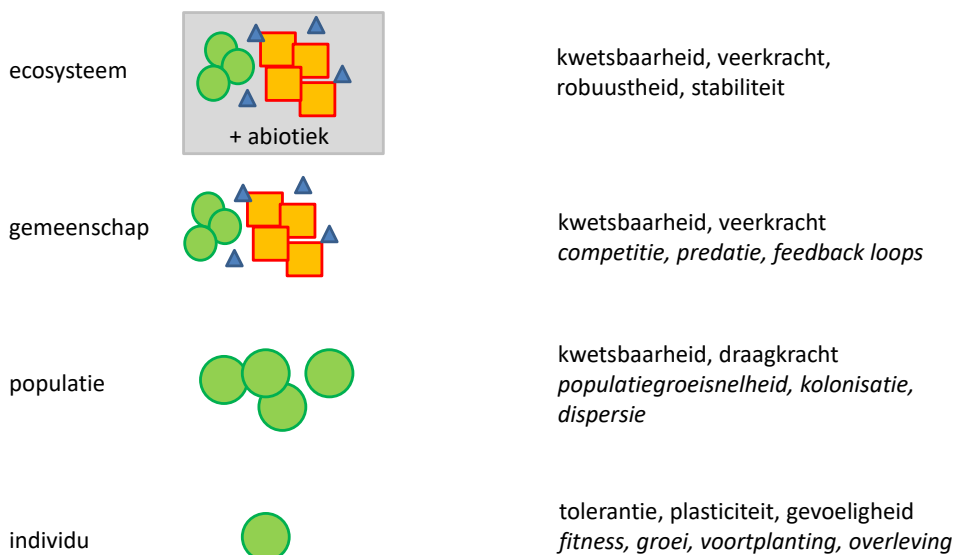 ecosysteem
+ abiotiek
kwetsbaarheid, veerkracht,
robuustheid, stabiliteit
gemeenschap
kwetsbaarheid, veerkracht
competitie, predatie, feedback loops
populatie
kwetsbaarheid, draagkracht
populatiegroeisnelheid, kolonisatie,
dispersie
individu
tolerantie, plasticiteit, gevoeligheid
fitness, groei, voortplanting, overleving